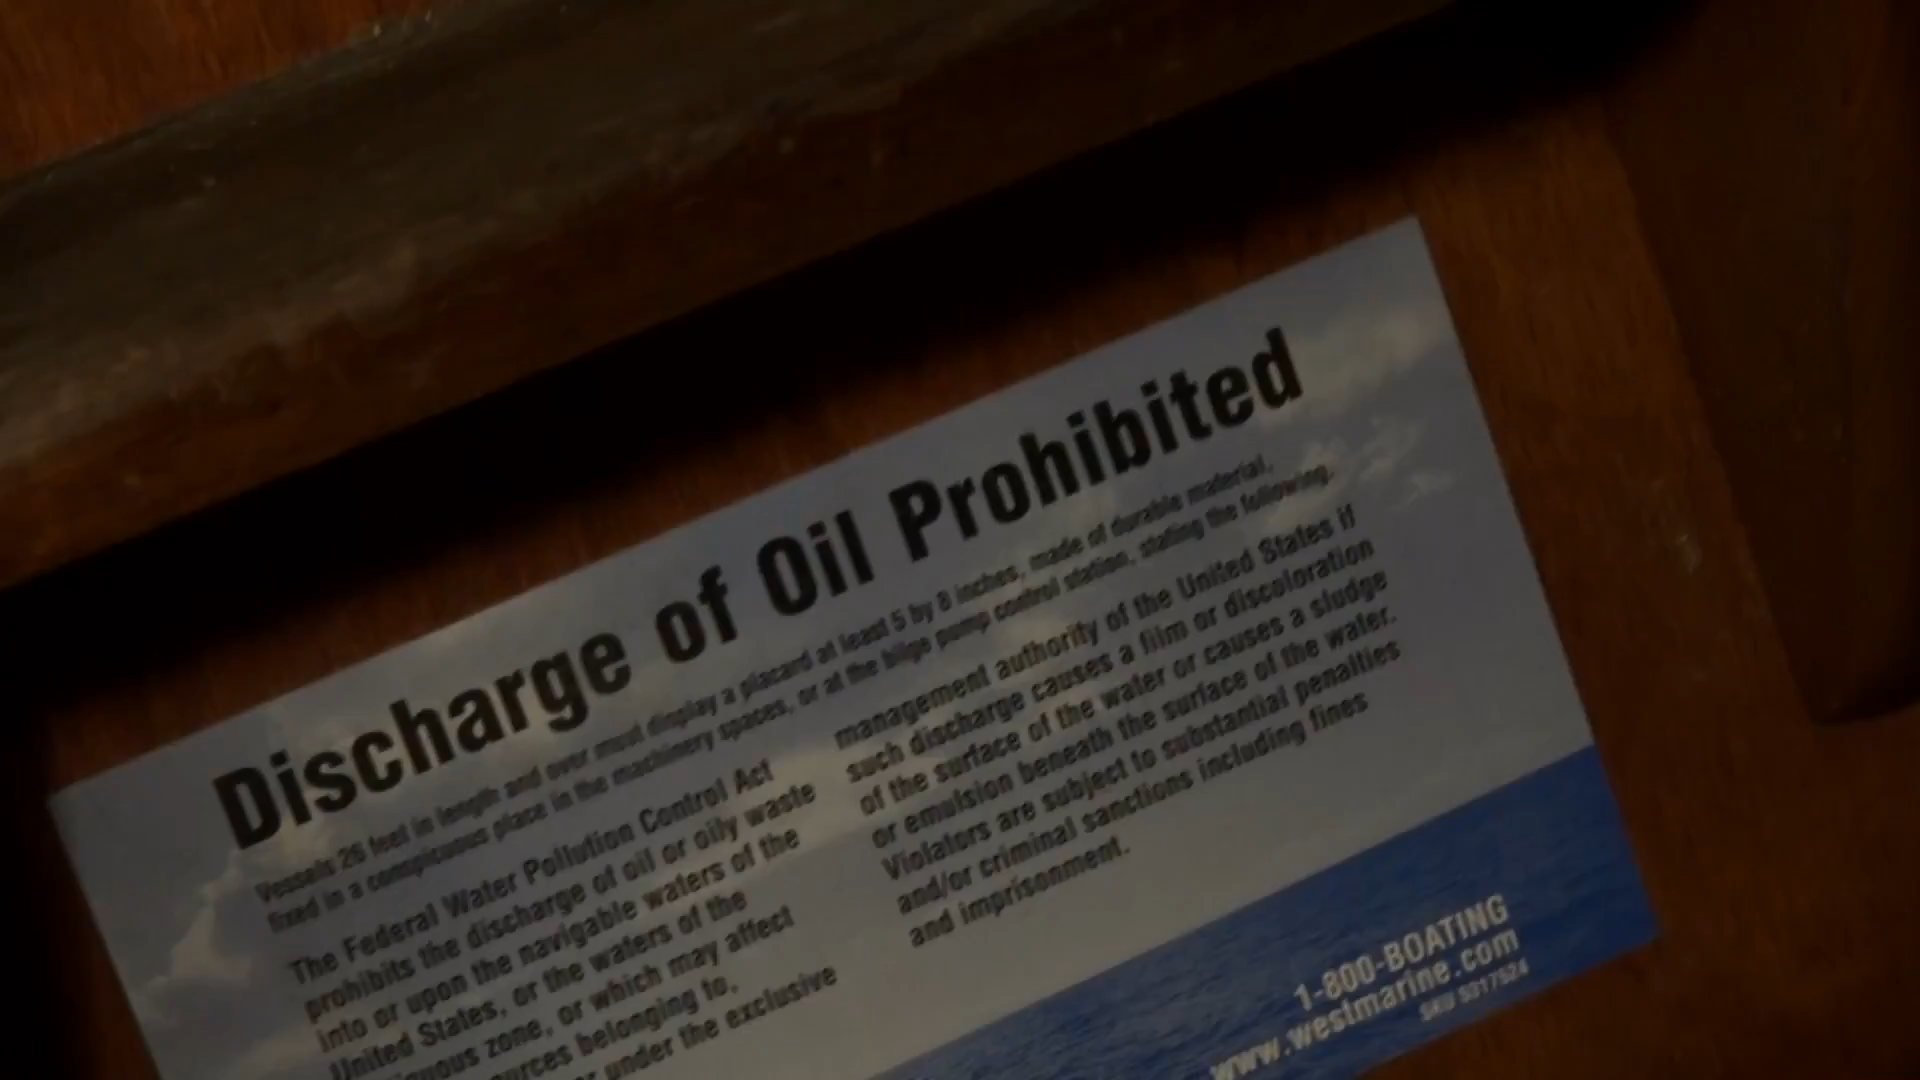 Discharge of Oil Prohibited
Vessels 26 feet in length and over must display a placard at least 5 by 8 inches, made of durable material,
fixed in a conspicuous place in the machinery spaces, or at the bilge pump control station, stating the following.
The Federal Water Pollution Control Act
prohibits the discharge of oil or oily waste
into or upon the navigable waters of the
United States, or the waters of the
zone, or which may affect
belonging to,
under the exclusive
management authority of the United States if
such discharge causes a film or discoloration
of the surface of the water or causes a sludge
or emulsion beneath the surface of the water.
Violators are subject to substantial penalties
and/or criminal sanctions including fines
and imprisonment.
1-800-BOATING
www.westmarine.com
SKU 5317524